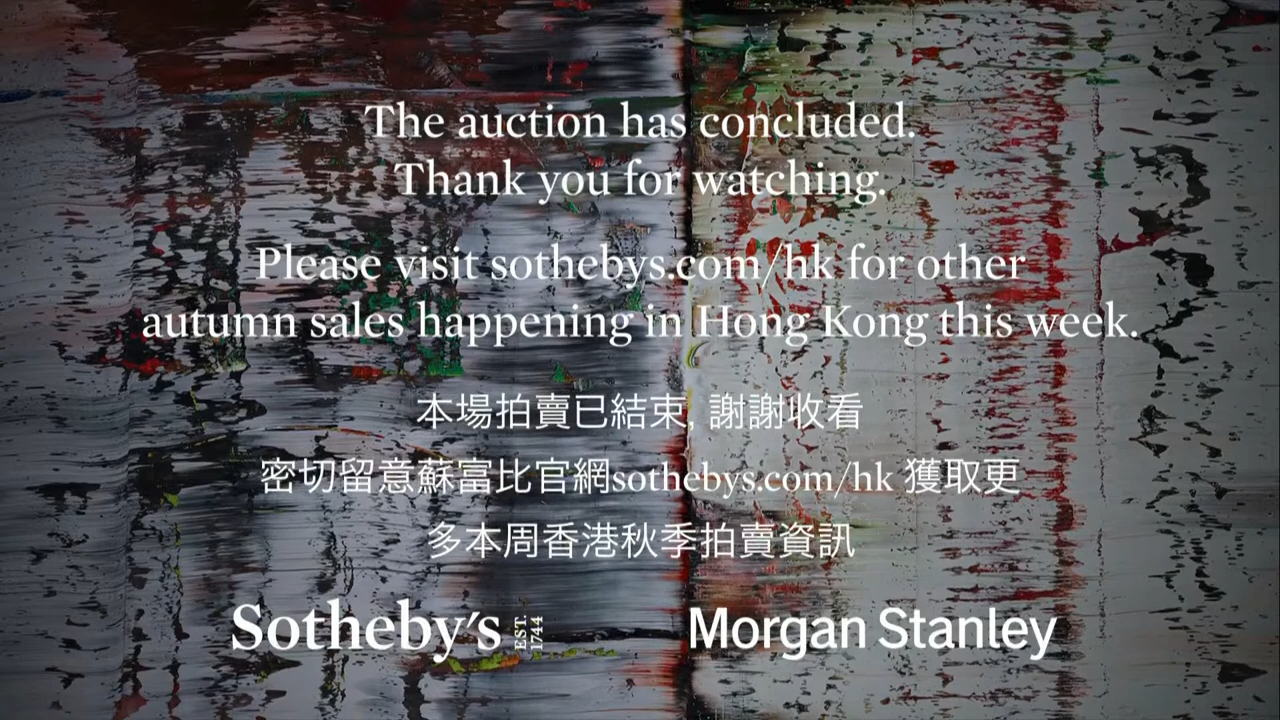 The auction has concluded.
Thank you for watching.
Please visit sothebys.com/hk for other
autumn sales happening in Hong Kong this week.
本場拍賣已結束, 謝謝收看
密切留意蘇富比官網sothebys.com/hk 獲取更
多本周香港秋季拍賣資訊
Sotheby's EST. 1744
Morgan Stanley